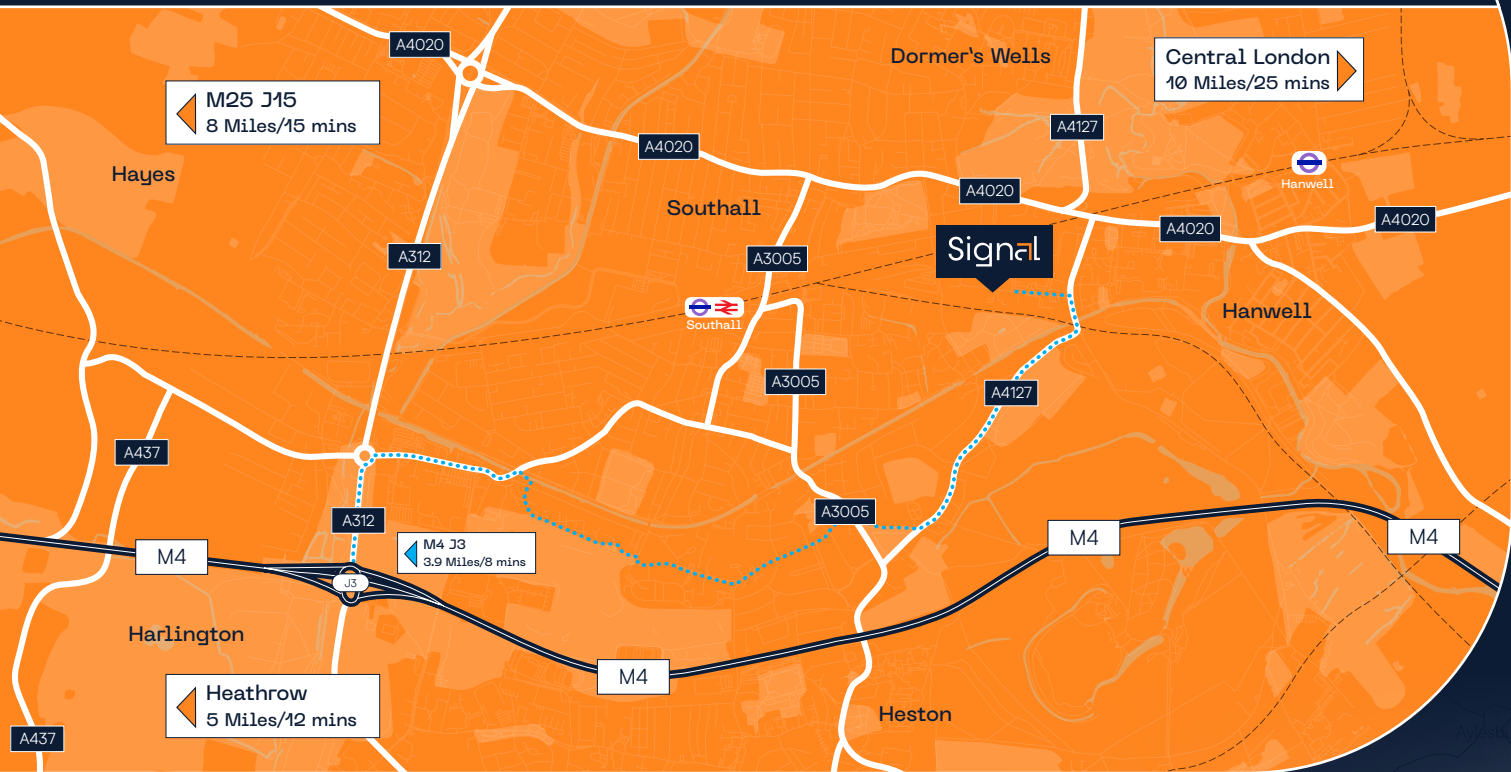 A4020
Dormer's Wells
Central London
10 Miles/25 mins
M25 J15
8 Miles/15 mins
A4127
A4020
Hayes
Hanwell
A4020
Southall
A4020
A4020
Signal
A312
A3005
Southall
Hanwell
A3005
A4127
A437
A3005
A312
M4
M4
M4
M4 J3
3.9 Miles/8 mins
J3
Harlington
M4
Heathrow
5 Miles/12 mins
Heston
A437